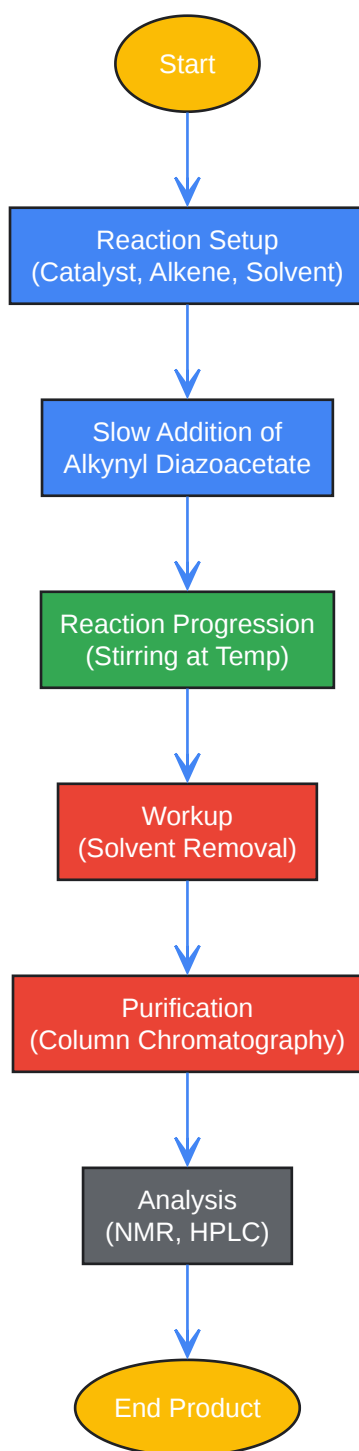 Start
Reaction Setup
(Catalyst, Alkene, Solvent)
Slow Addition of
Alkynyl Diazoacetate
Reaction Progression
(Stirring at Temp)
Workup
(Solvent Removal)
Purification
(Column Chromatography)
Analysis
(NMR, HPLC)
End Product